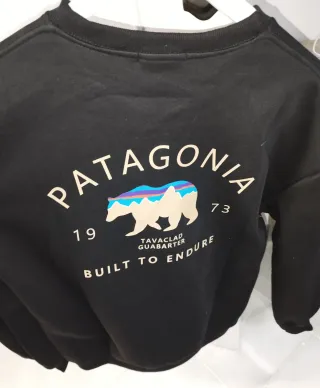 PATAGONIA
19 73
TAVACLAD
GUABARTER
BUILT TO ENDURE